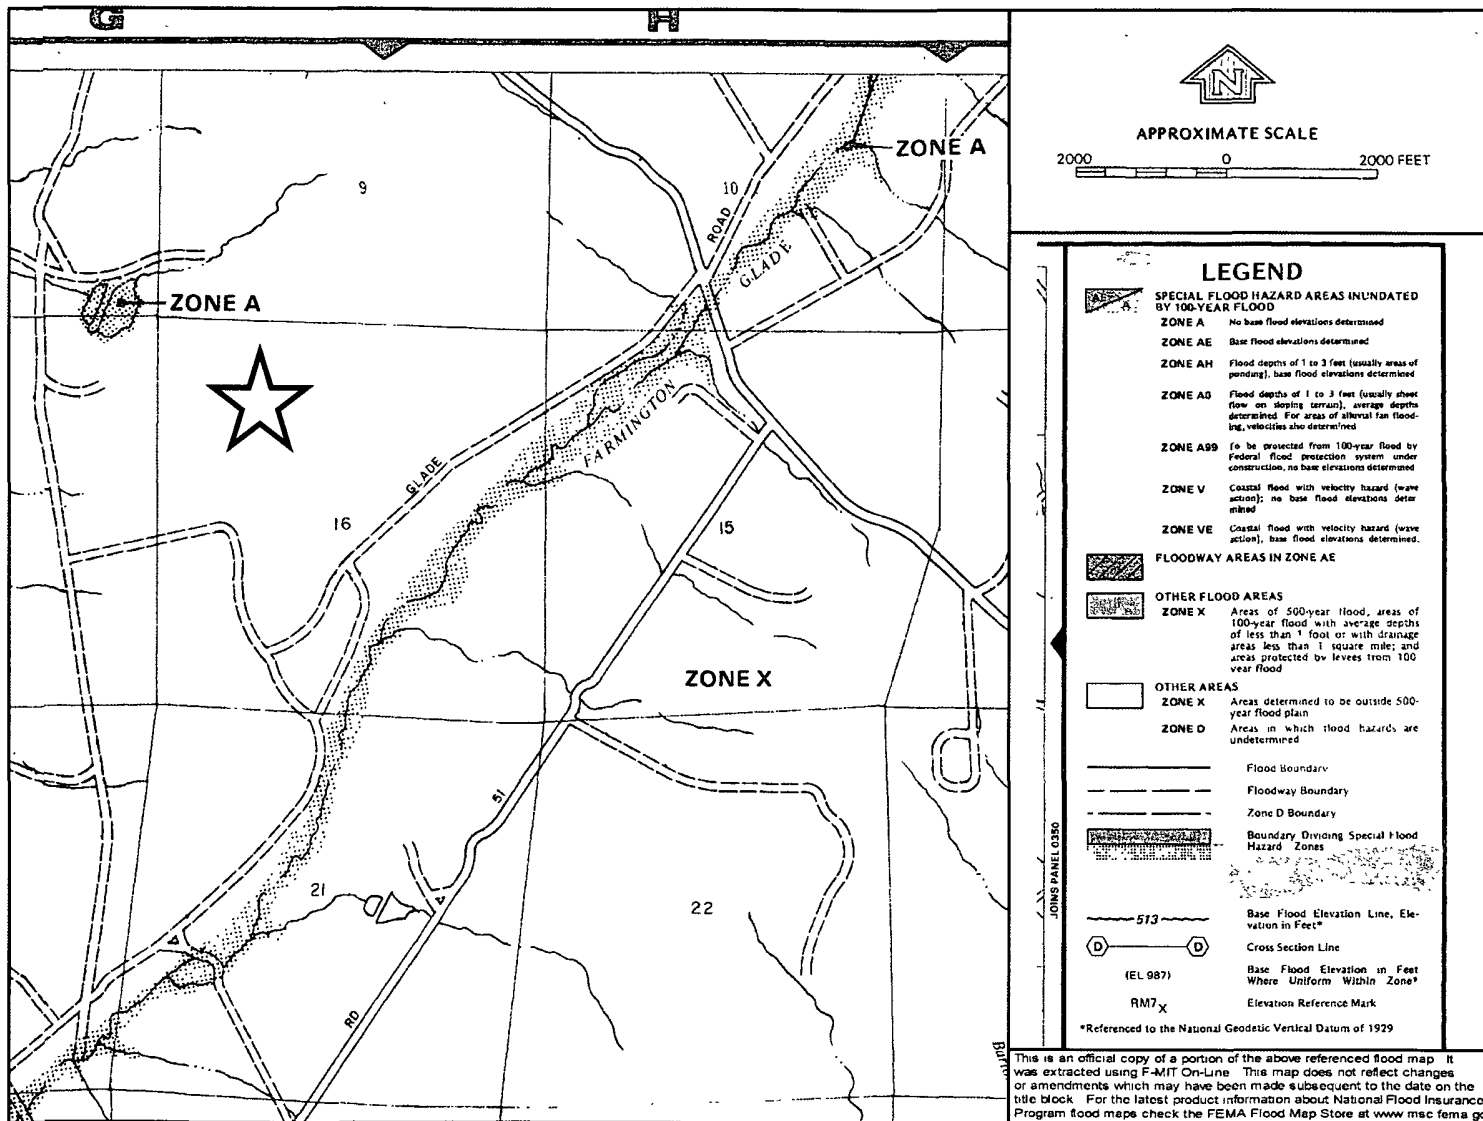 G
H
ZONE A
9
10
ROAD
GLADE
ZONE A
FARMINGTON
GLADE
16
15
ZONE X
51
21
22
RD
N
APPROXIMATE SCALE
2000 0 2000 FEET
LEGEND
SPECIAL FLOOD HAZARD AREAS INUNDATED
BY 100-YEAR FLOOD
ZONE A No base flood elevations determined
ZONE AE Base flood elevations determined
ZONE AH Flood depths of 1 to 3 feet (usually areas of
ponding), base flood elevations determined
ZONE AO Flood depths of 1 to 3 feet (usually sheet
flow on sloping terrain), average depths
determined For areas of alluvial fan flood-
ing, velocities also determined
ZONE A99 To be protected from 100-year flood by
Federal flood protection system under
construction, no base elevations determined
ZONE V Coastal flood with velocity hazard (wave
action); no base flood elevations deter
mined
ZONE VE Coastal flood with velocity hazard (wave
action), base flood elevations determined.
FLOODWAY AREAS IN ZONE AE
OTHER FLOOD AREAS
ZONE X Areas of 500-year flood, areas of
100-year flood with average depths
of less than 1 foot or with drainage
areas less than 1 square mile; and
areas protected by levees from 100
year flood
OTHER AREAS
ZONE X Areas determined to be outside 500-
year flood plain
ZONE D Areas in which flood hazards are
undetermined
Flood Boundary
Floodway Boundary
Zone D Boundary
Boundary Dividing Special Flood
Hazard Zones
513 Base Flood Elevation Line, Ele-
vation in Feet*
D D Cross Section Line
(EL 987) Base Flood Elevation in Feet
Where Uniform Within Zone*
RM7X Elevation Reference Mark
*Referenced to the National Geodetic Vertical Datum of 1929
JOINS PANEL 0350
This is an official copy of a portion of the above referenced flood map It
was extracted using F-MIT On-Line This map does not reflect changes
or amendments which may have been made subsequent to the date on the
title block For the latest product information about National Flood Insurance
Program flood maps check the FEMA Flood Map Store at www msc fema go